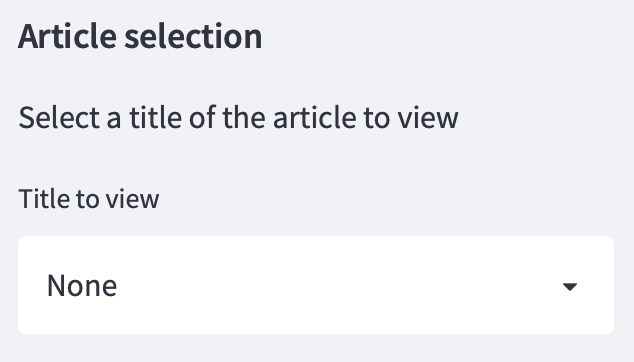 Article selection
Select a title of the article to view
Title to view
None